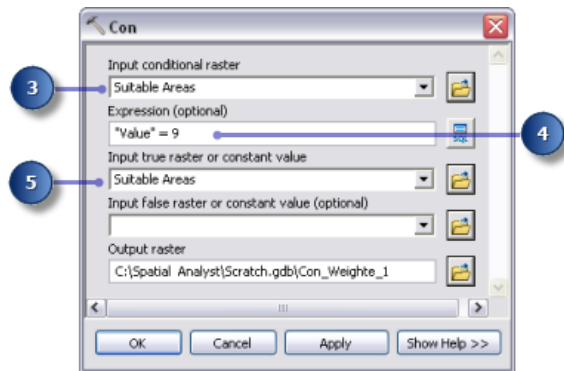 Con
Input conditional raster
3
Suitable Areas
Expression (optional)
"Value" = 9
4
SQL
Input true raster or constant value
5
Suitable Areas
Input false raster or constant value (optional)
Output raster
C:\Spatial Analyst\Scratch.gdb\Con_Weighte_1
OK
Cancel
Apply
Show Help >>